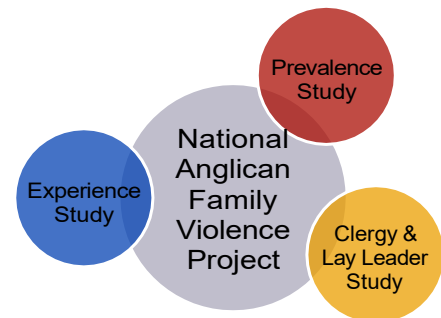 Prevalence
Study
National
Anglican
Family
Violence
Project
Experience
Study
Clergy &
Lay Leader
Study